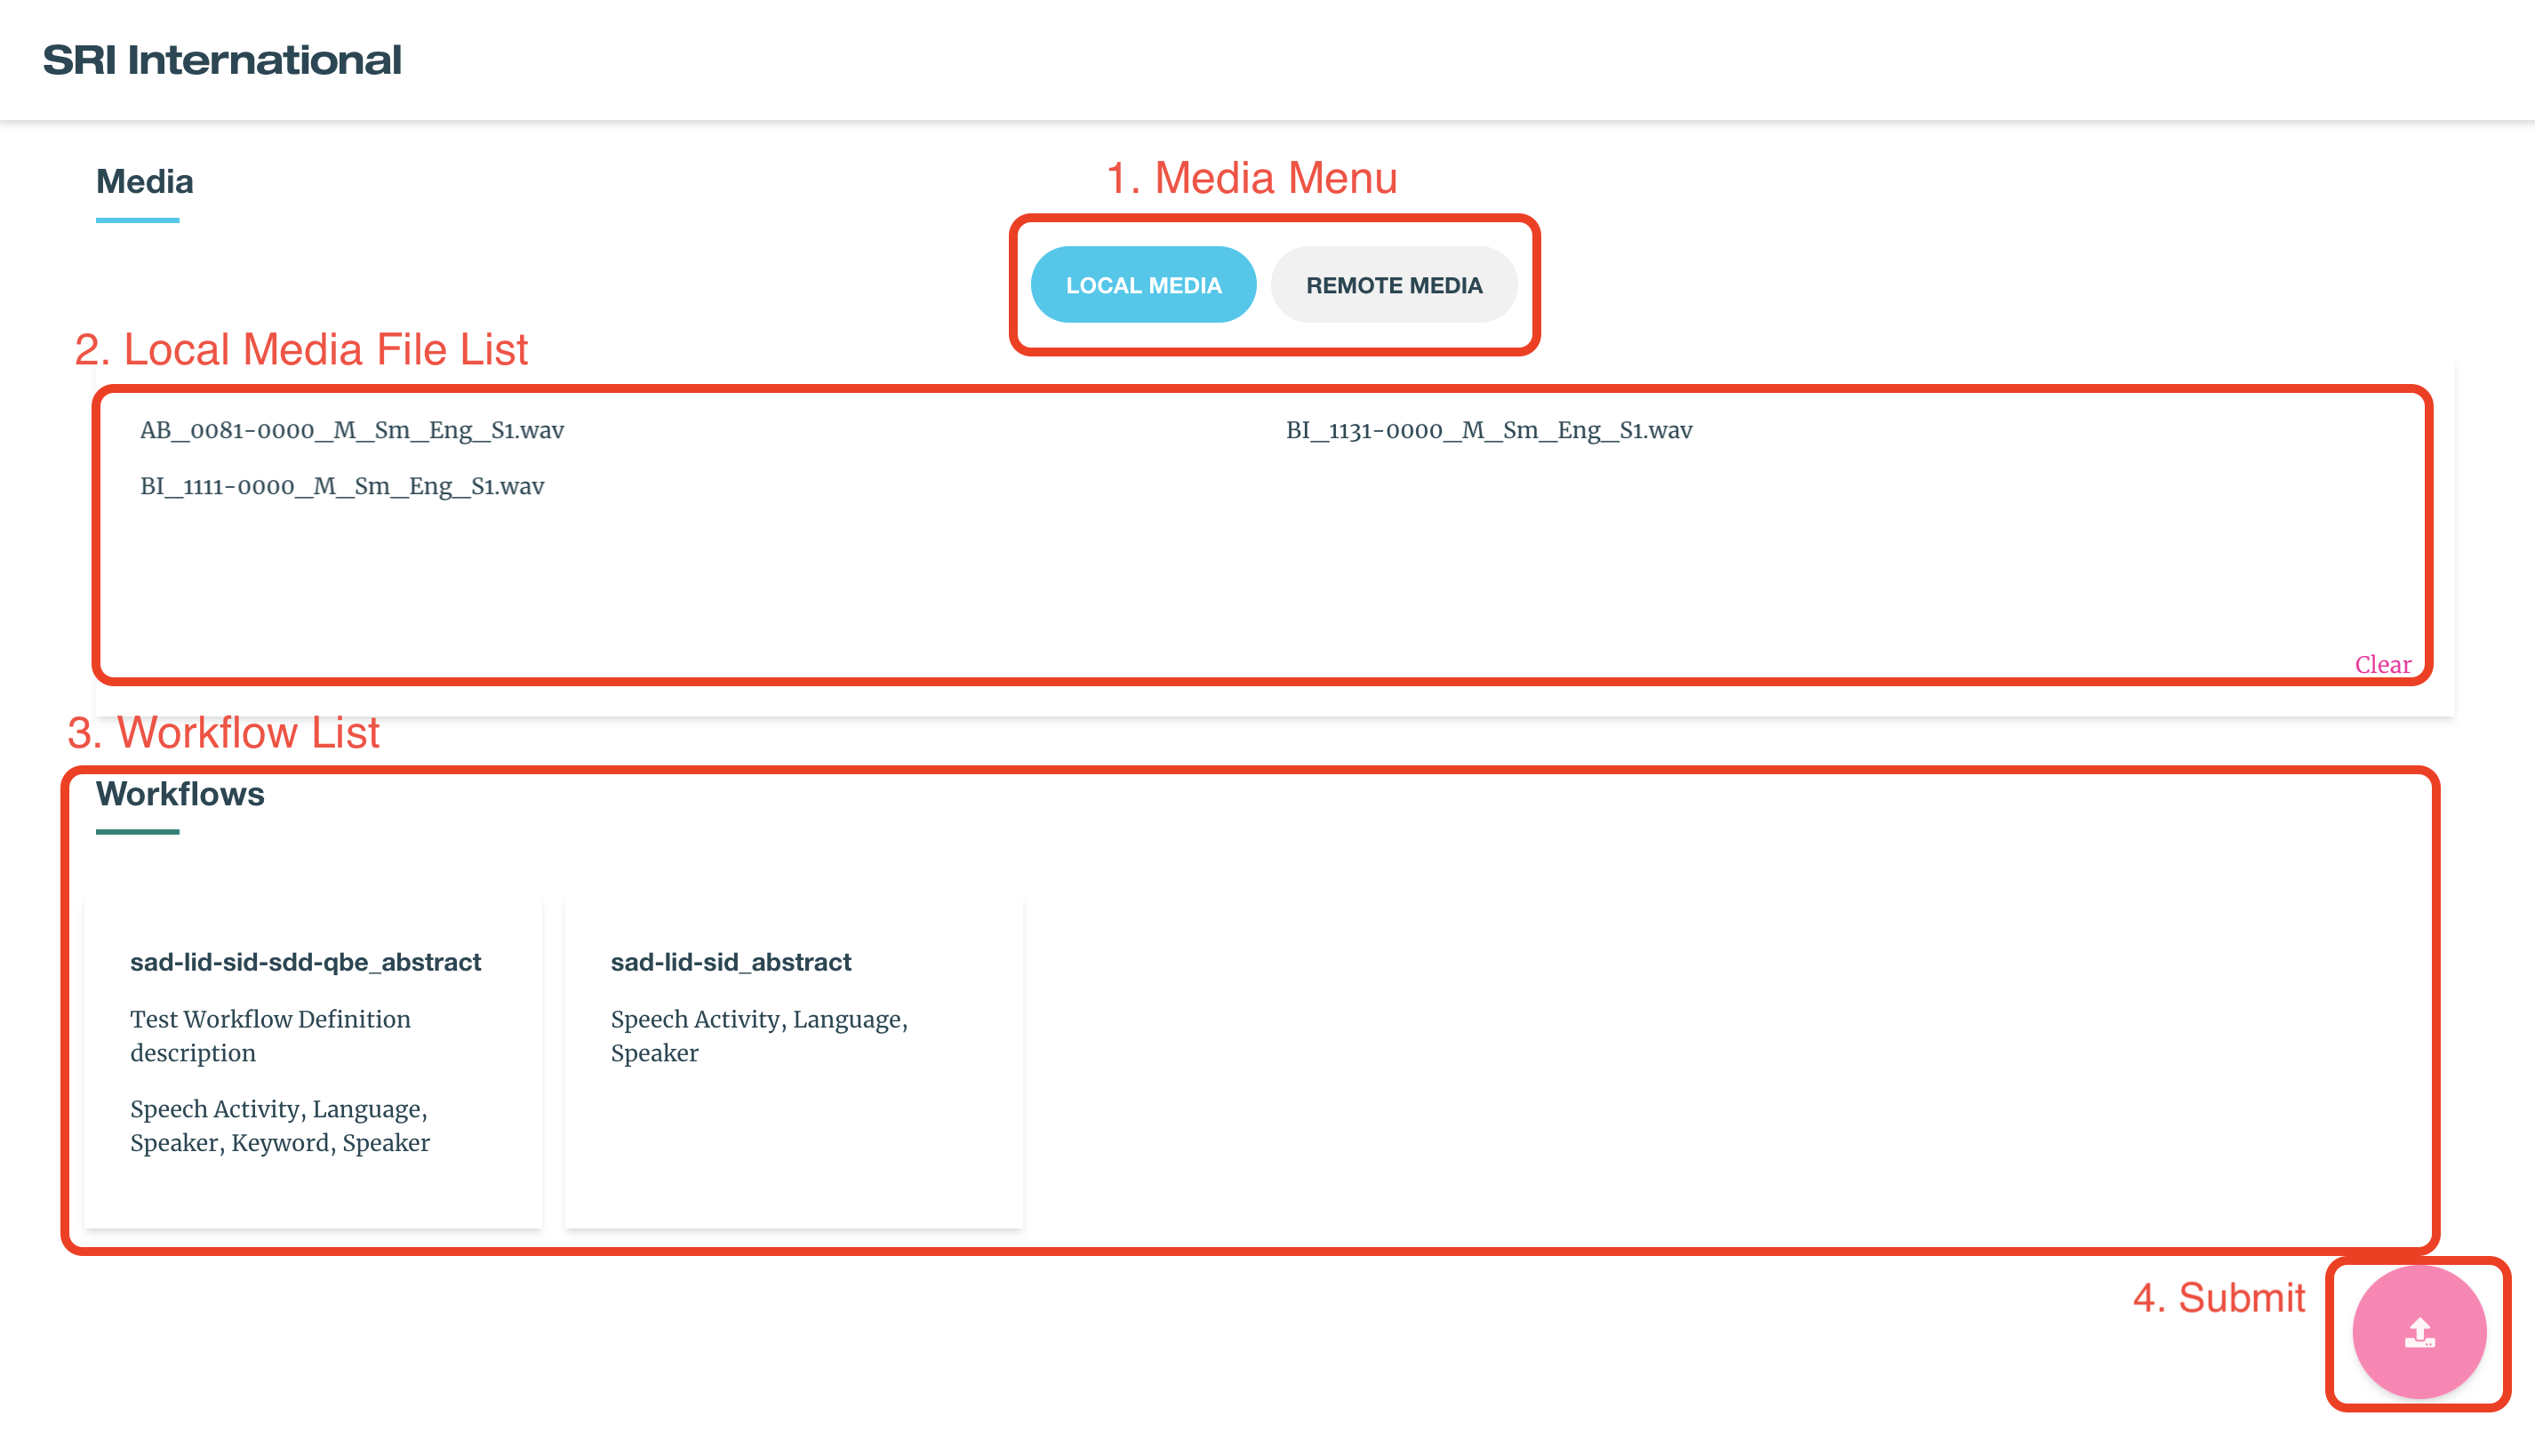 SRI International
Media
1. Media Menu
LOCAL MEDIA
REMOTE MEDIA
2. Local Media File List
AB_0081-0000_M_Sm_Eng_S1.wav
BI_1131-0000_M_Sm_Eng_S1.wav
BI_1111-0000_M_Sm_Eng_S1.wav
Clear
3. Workflow List
Workflows
sad-lid-sid-sdd-qbe_abstract
Test Workflow Definition
description
Speech Activity, Language,
Speaker, Keyword, Speaker
sad-lid-sid_abstract
Speech Activity, Language,
Speaker
4. Submit